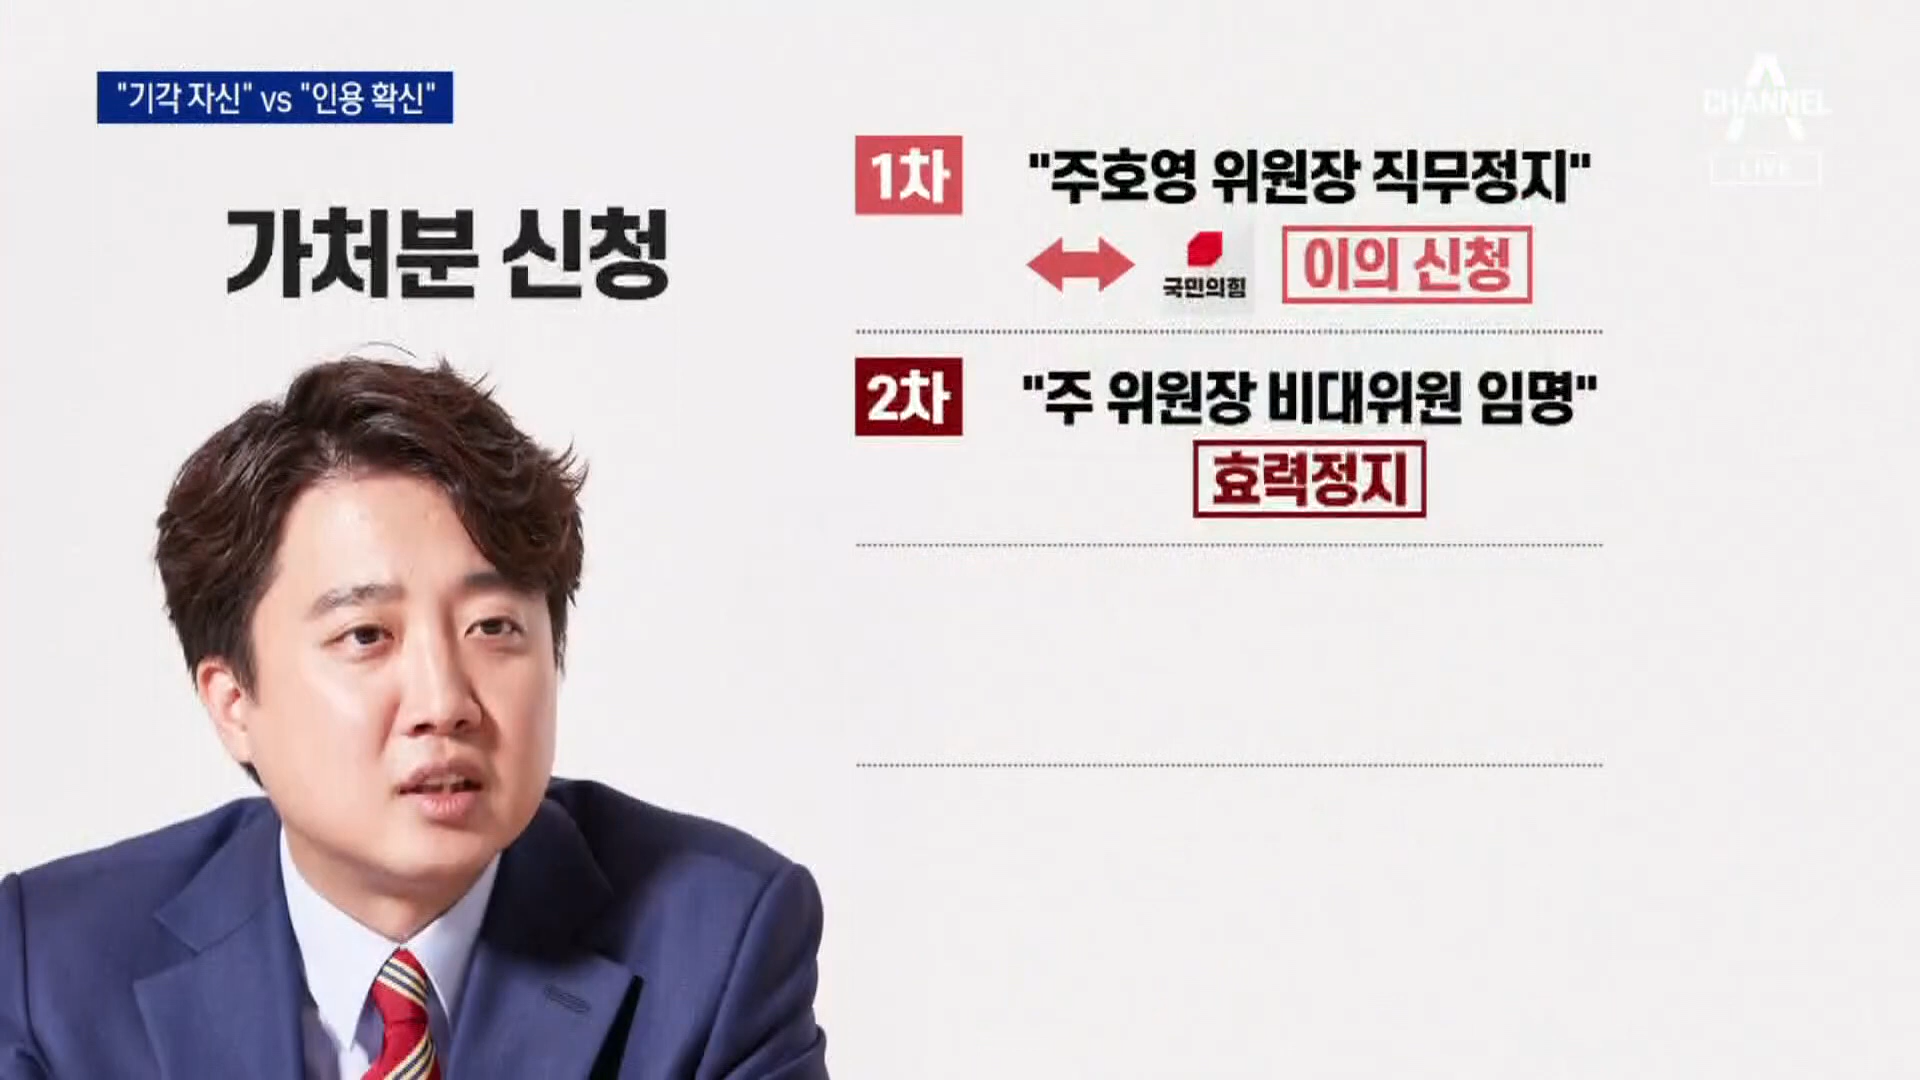 "기각 자신" vs "인용 확신"
CHANNEL A
LIVE
가처분 신청
1차 "주호영 위원장 직무정지"
국민의힘 이의 신청
2차 "주 위원장 비대위원 임명"
효력정지